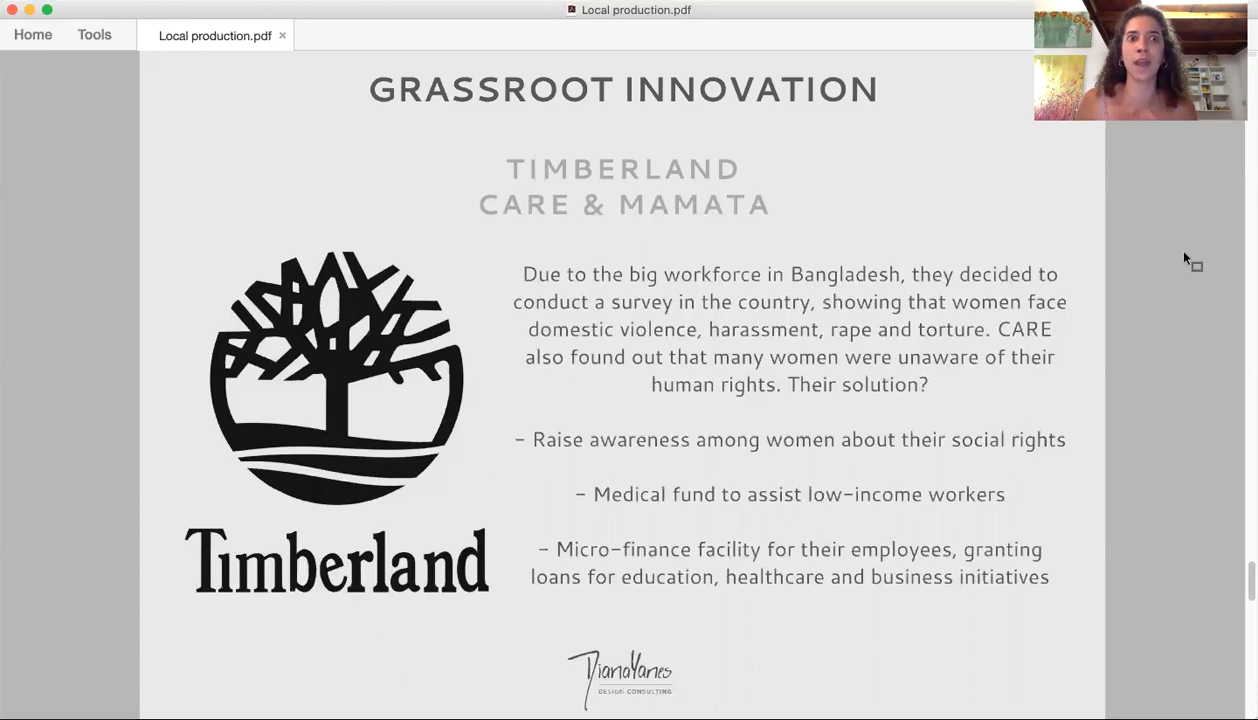 Local production.pdf
Home
Tools
Local production.pdf
GRASSROOT INNOVATION
TIMBERLAND
CARE & MAMATA
Due to the big workforce in Bangladesh, they decided to
conduct a survey in the country, showing that women face
domestic violence, harassment, rape and torture. CARE
also found out that many women were unaware of their
human rights. Their solution?
- Raise awareness among women about their social rights
- Medical fund to assist low-income workers
- Micro-finance facility for their employees, granting
loans for education, healthcare and business initiatives
Timberland
DianaYanes
DESIGN CONSULTING